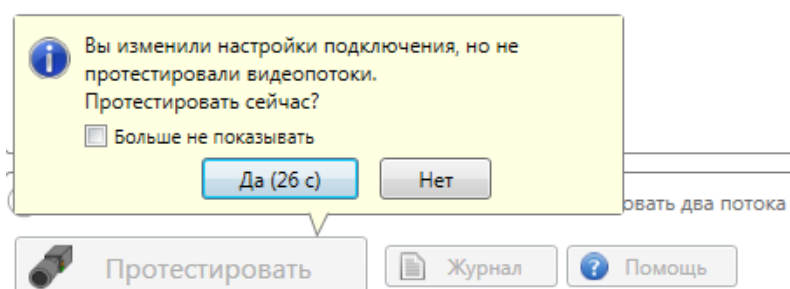 Вы изменили настройки подключения, но не
протестировали видеопотоки.
Протестировать сейчас?
Больше не показывать
Да (26 с)
Нет
два потока
Протестировать
Журнал
Помощь